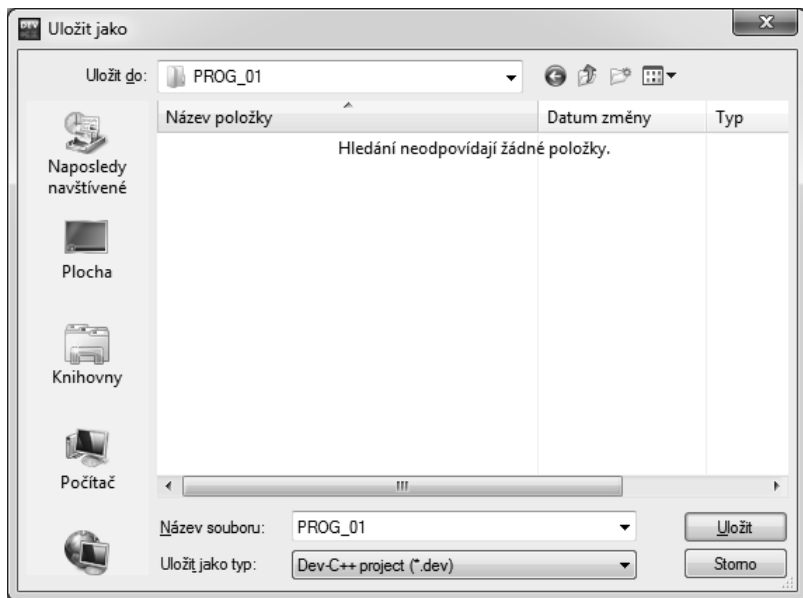 DEV Uložit jako
Uložit do: PROG_01
Název položky Datum změny Typ
Hledání neodpovídají žádné položky.
Naposledy
navštívené
Plocha
Knihovny
Počítač
Název souboru: PROG_01 Uložit
Uložit jako typ: Dev-C++ project (*.dev) Storno